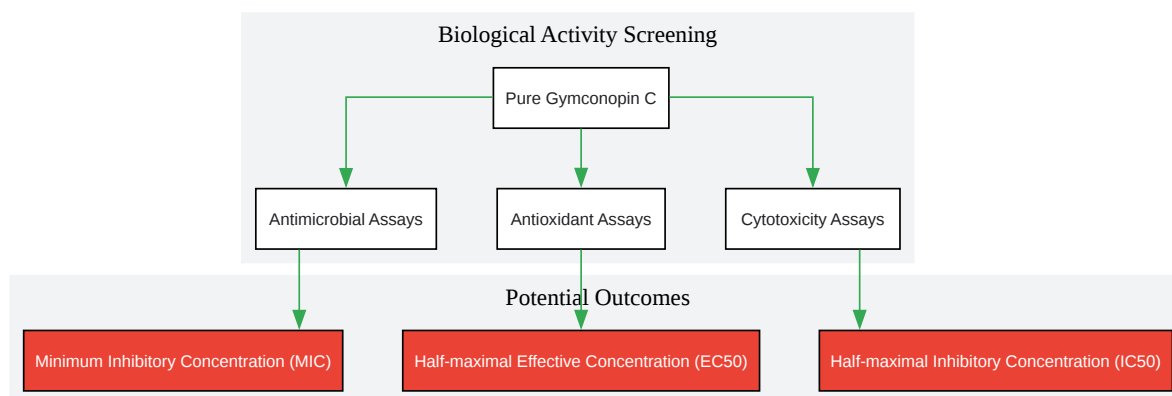 Biological Activity Screening
Pure Gymconopin C
Antimicrobial Assays
Antioxidant Assays
Cytotoxicity Assays
Potential Outcomes
Minimum Inhibitory Concentration (MIC)
Half-maximal Effective Concentration (EC50)
Half-maximal Inhibitory Concentration (IC50)